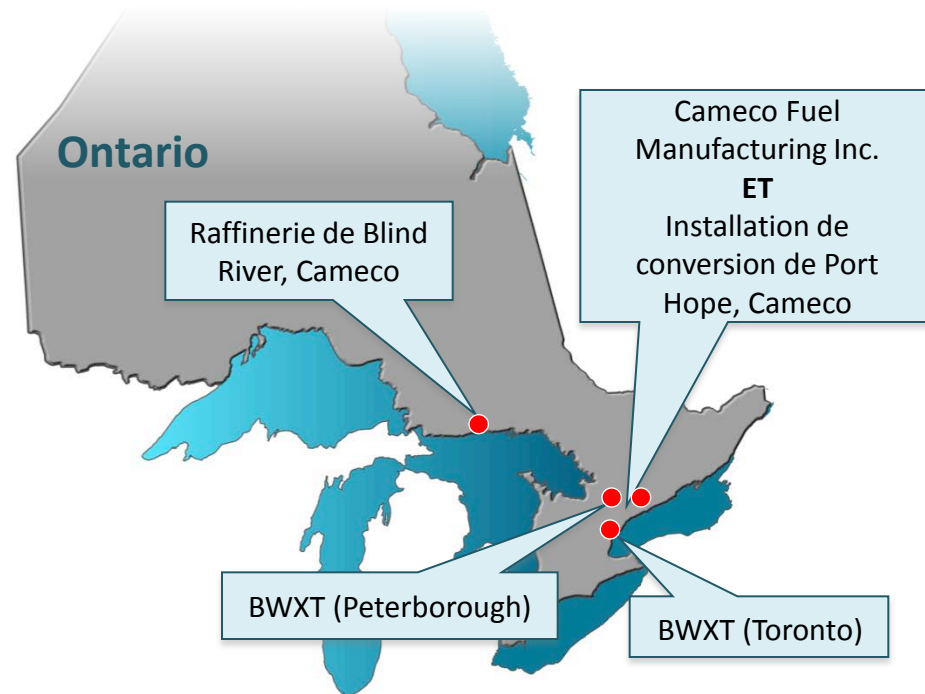 Ontario
Cameco Fuel
Manufacturing Inc.
ET
Installation de
conversion de Port
Hope, Cameco
Raffinerie de Blind
River, Cameco
BWXT (Peterborough)
BWXT (Toronto)